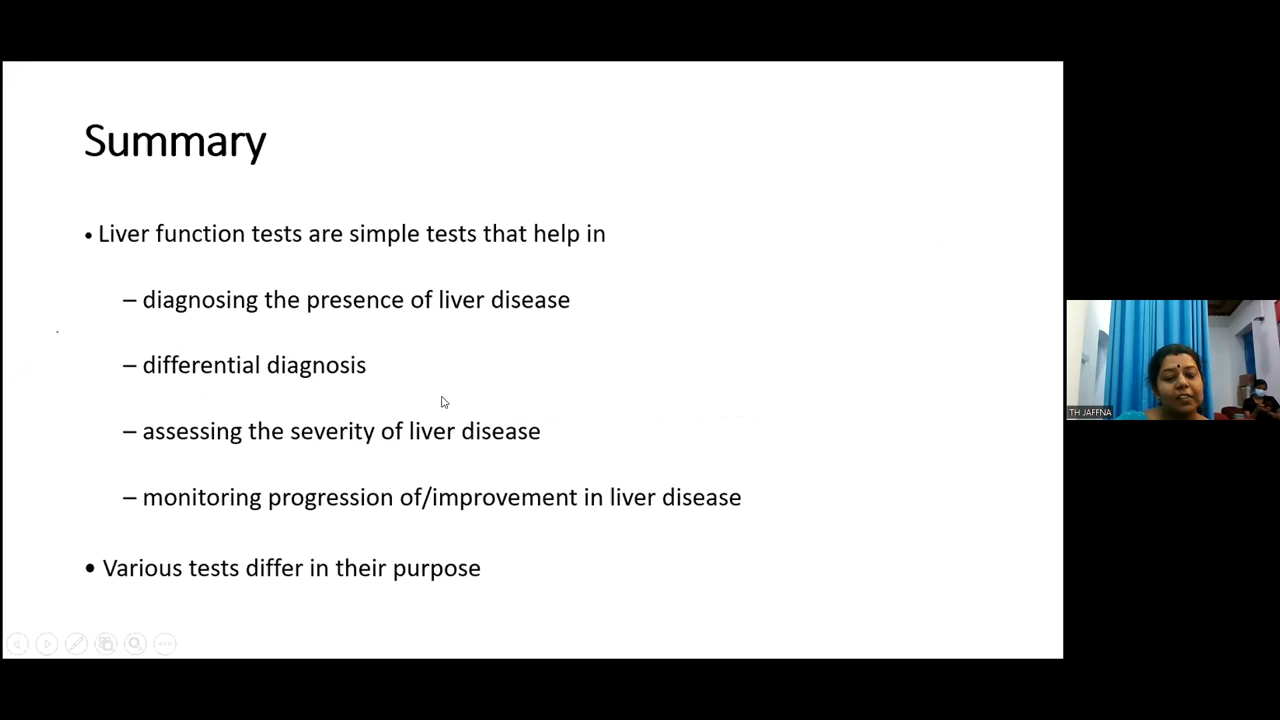 Summary
• Liver function tests are simple tests that help in
– diagnosing the presence of liver disease
– differential diagnosis
– assessing the severity of liver disease
– monitoring progression of/improvement in liver disease
• Various tests differ in their purpose
TH JAFFNA